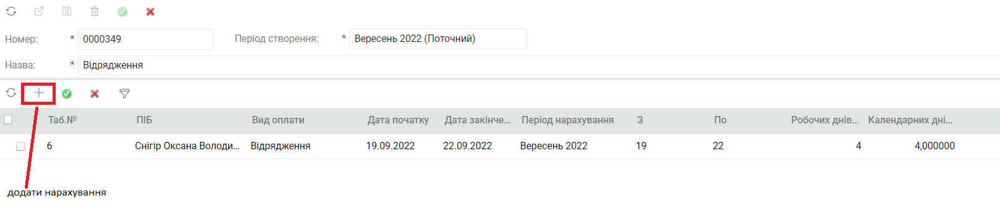 Номер: * 0000349 Період створення: * Вересень 2022 (Поточний)
Назва: * Відрядження
Таб.№ ПІБ Вид оплати Дата початку Дата закінче... Період нарахування З По Робочих днів... Календарних дні...
6 Снігір Оксана Володи... Відрядження 19.09.2022 22.09.2022 Вересень 2022 19 22 4 4,000000
додати нарахування